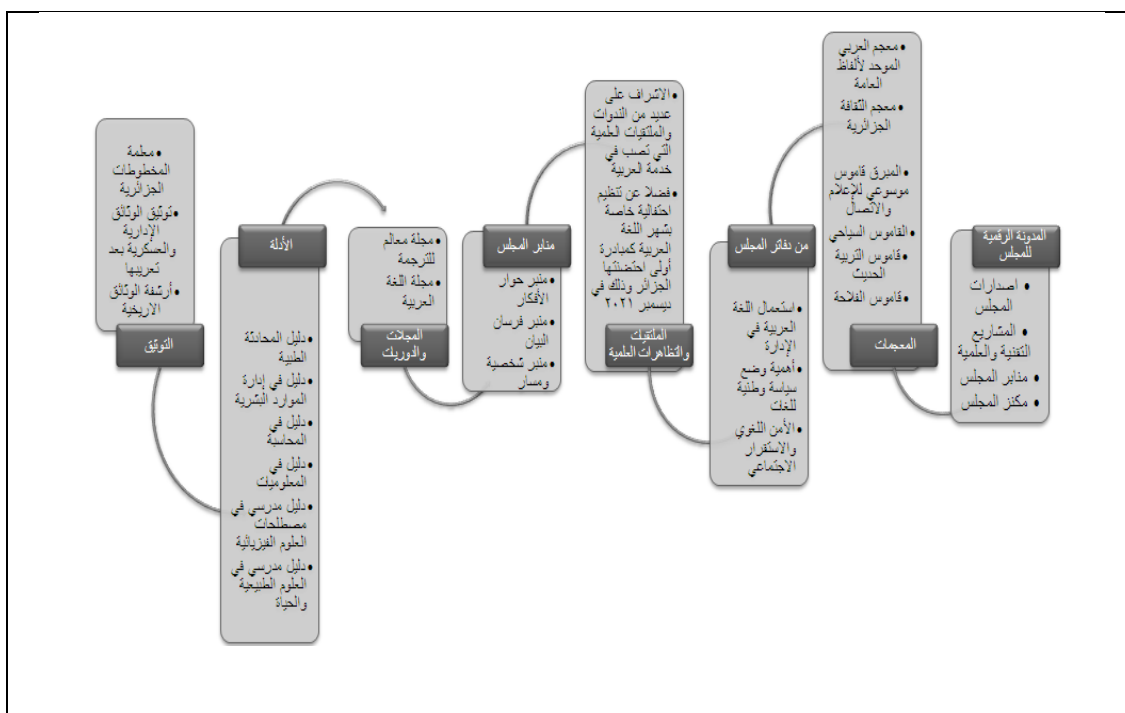 المدونة الرقمية
للمجلس
• اصدارات
المجلس
• المشاريع
التقنية والعلمية
• منابر المجلس
• مكنز المجلس
• معجم العربي
الموحد لألفاظ
العامة
• معجم الثقافة
الجزائرية
• المبرق قاموس
موسوعي للإعلام
والاتصال
• القاموس السياحي
• قاموس التربية
الحديث
• قاموس الفلاحة
المعجمات
من دفاتر المجلس
• استعمال اللغة
العربية في
الإدارة
• أهمية وضع
سياسة وطنية
للغات
• الأمن اللغوي
والاستقرار
الاجتماعي
• الاشراف على
عديد من الندوات
والملتقيات العلمية
التي تصب في
خدمة العربية
• فضلا عن تنظيم
احتفالية خاصة
بشهر اللغة
العربية كمبادرة
أولى احتضنتها
الجزائر وذلك في
ديسمبر ٢٠٢١
الملتقيات
والتظاهرات العلمية
منابر المجلس
• منبر حوار
الأفكار
• منبر فرسان
البيان
• منبر شخصية
ومسار
• مجلة معالم
للترجمة
• مجلة اللغة
العربية
المجلات
والدوريات
الأدلة
• دليل المحادثة
الطبية
• دليل في إدارة
الموارد البشرية
• دليل في
المحاسبة
• دليل في
المعلوميات
• دليل مدرسي في
مصطلحات
العلوم الفيزيائية
• دليل مدرسي في
العلوم الطبيعية
والحياة
• معلمة
المخطوطات
الجزائرية
• توثيق الوثائق
الإدارية
والعسكرية بعد
تعريبها
• أرشفة الوثائق
الاريخية
التوثيق